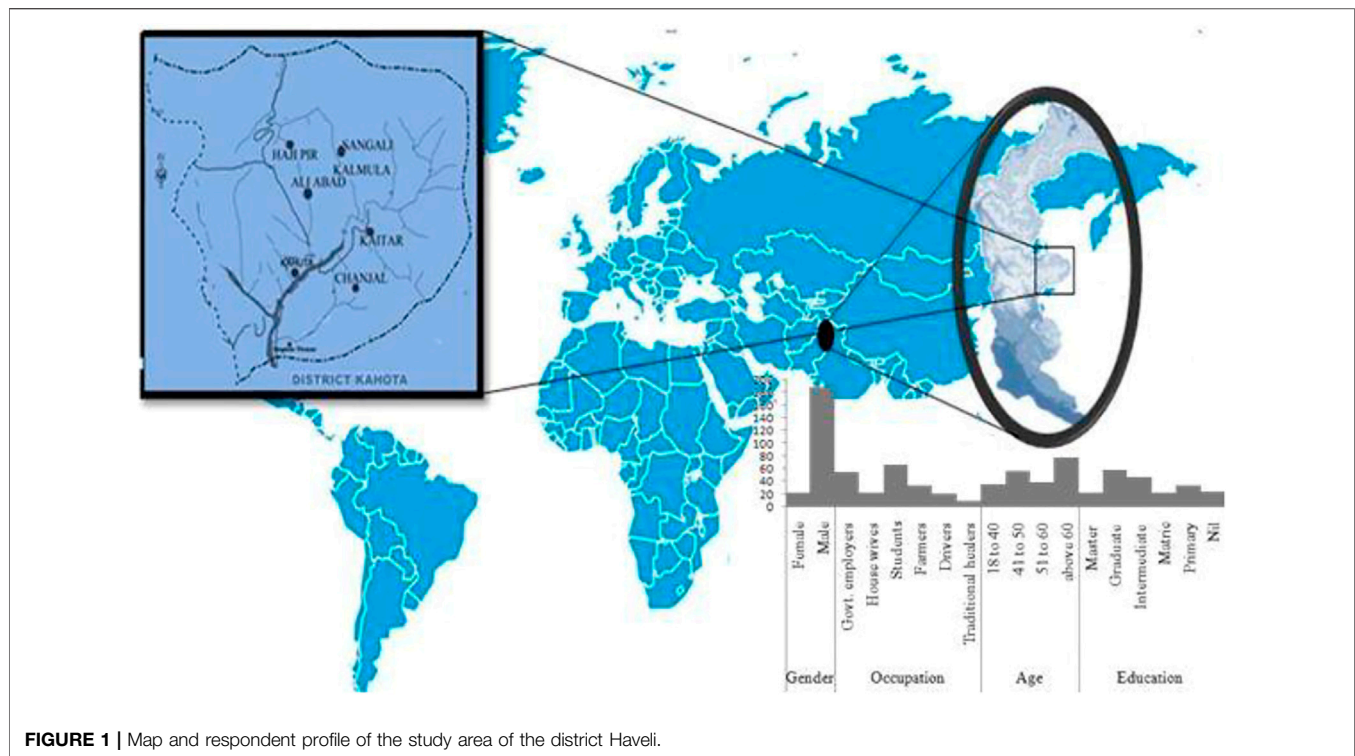 HAJI PIR
SANGALI
KALMULA
ALI ABAD
KAITAR
CHANJAL
DISTRICT KAHOTA
180
160
140
120
100
80
60
40
20
0
Female
Male
Govt. employers
House wives
Students
Farmers
Drivers
Traditional healers
18 to 40
41 to 50
51 to 60
above 60
Master
Graduate
Intermediate
Matric
Primary
Nil
Gender
Occupation
Age
Education
FIGURE 1 | Map and respondent profile of the study area of the district Haveli.